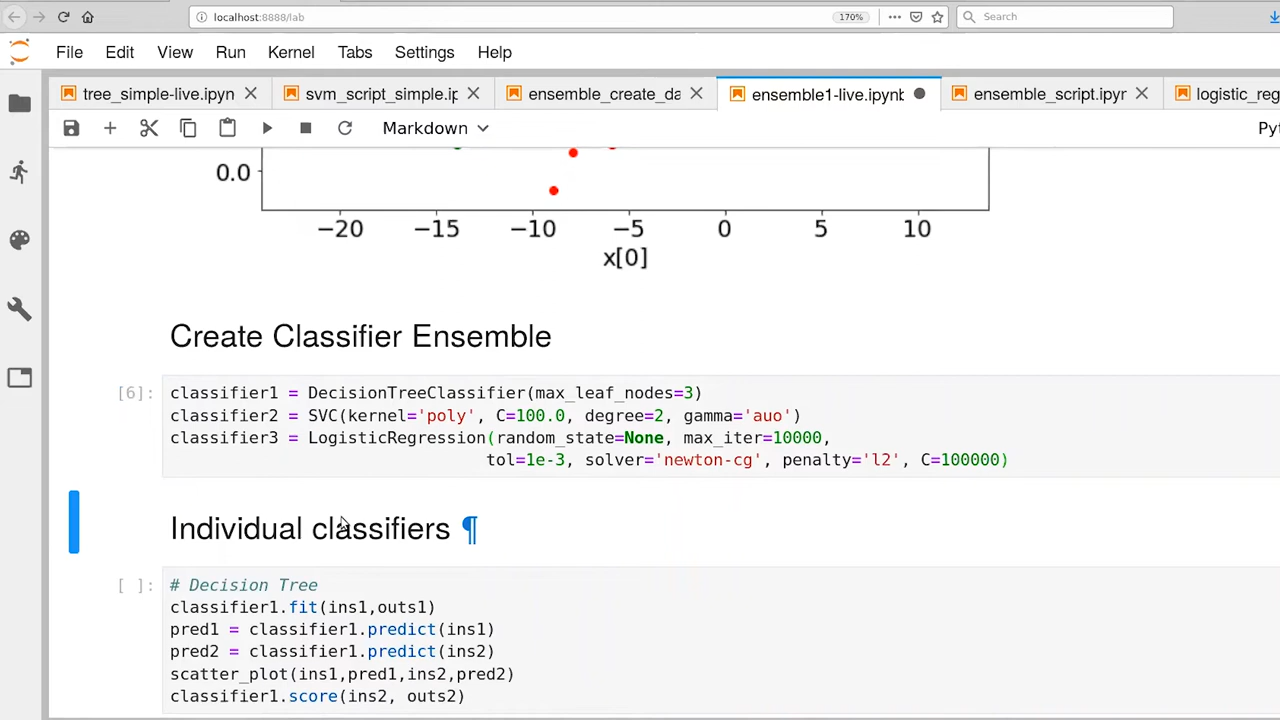 localhost:8888/lab
170%
Search
File Edit View Run Kernel Tabs Settings Help
tree_simple-live.ipyn
svm_script_simple.ip
ensemble_create_da
ensemble1-live.ipynb
ensemble_script.ipyr
logistic_reg
Markdown
Pyt
0.0
−20 −15 −10 −5 0 5 10
x[0]
Create Classifier Ensemble
[6]:
classifier1 = DecisionTreeClassifier(max_leaf_nodes=3)
classifier2 = SVC(kernel='poly', C=100.0, degree=2, gamma='auo')
classifier3 = LogisticRegression(random_state=None, max_iter=10000,
tol=1e-3, solver='newton-cg', penalty='l2', C=100000)
Individual classifiers ¶
[ ]:
# Decision Tree
classifier1.fit(ins1,outs1)
pred1 = classifier1.predict(ins1)
pred2 = classifier1.predict(ins2)
scatter_plot(ins1,pred1,ins2,pred2)
classifier1.score(ins2, outs2)